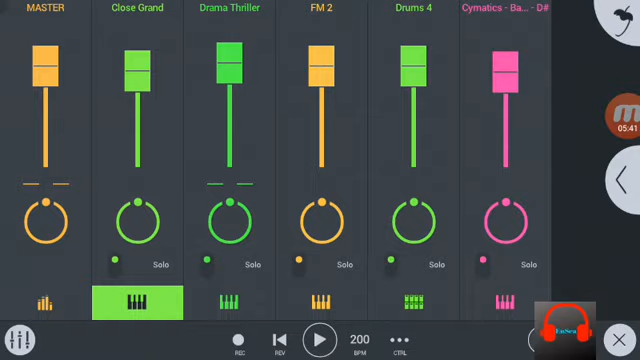 MASTER
Close Grand
Drama Thriller
FM 2
Drums 4
Cymatics - Ba... - D#
05:41
Solo
Solo
Solo
Solo
Solo
REC
REV
200
BPM
CTRL